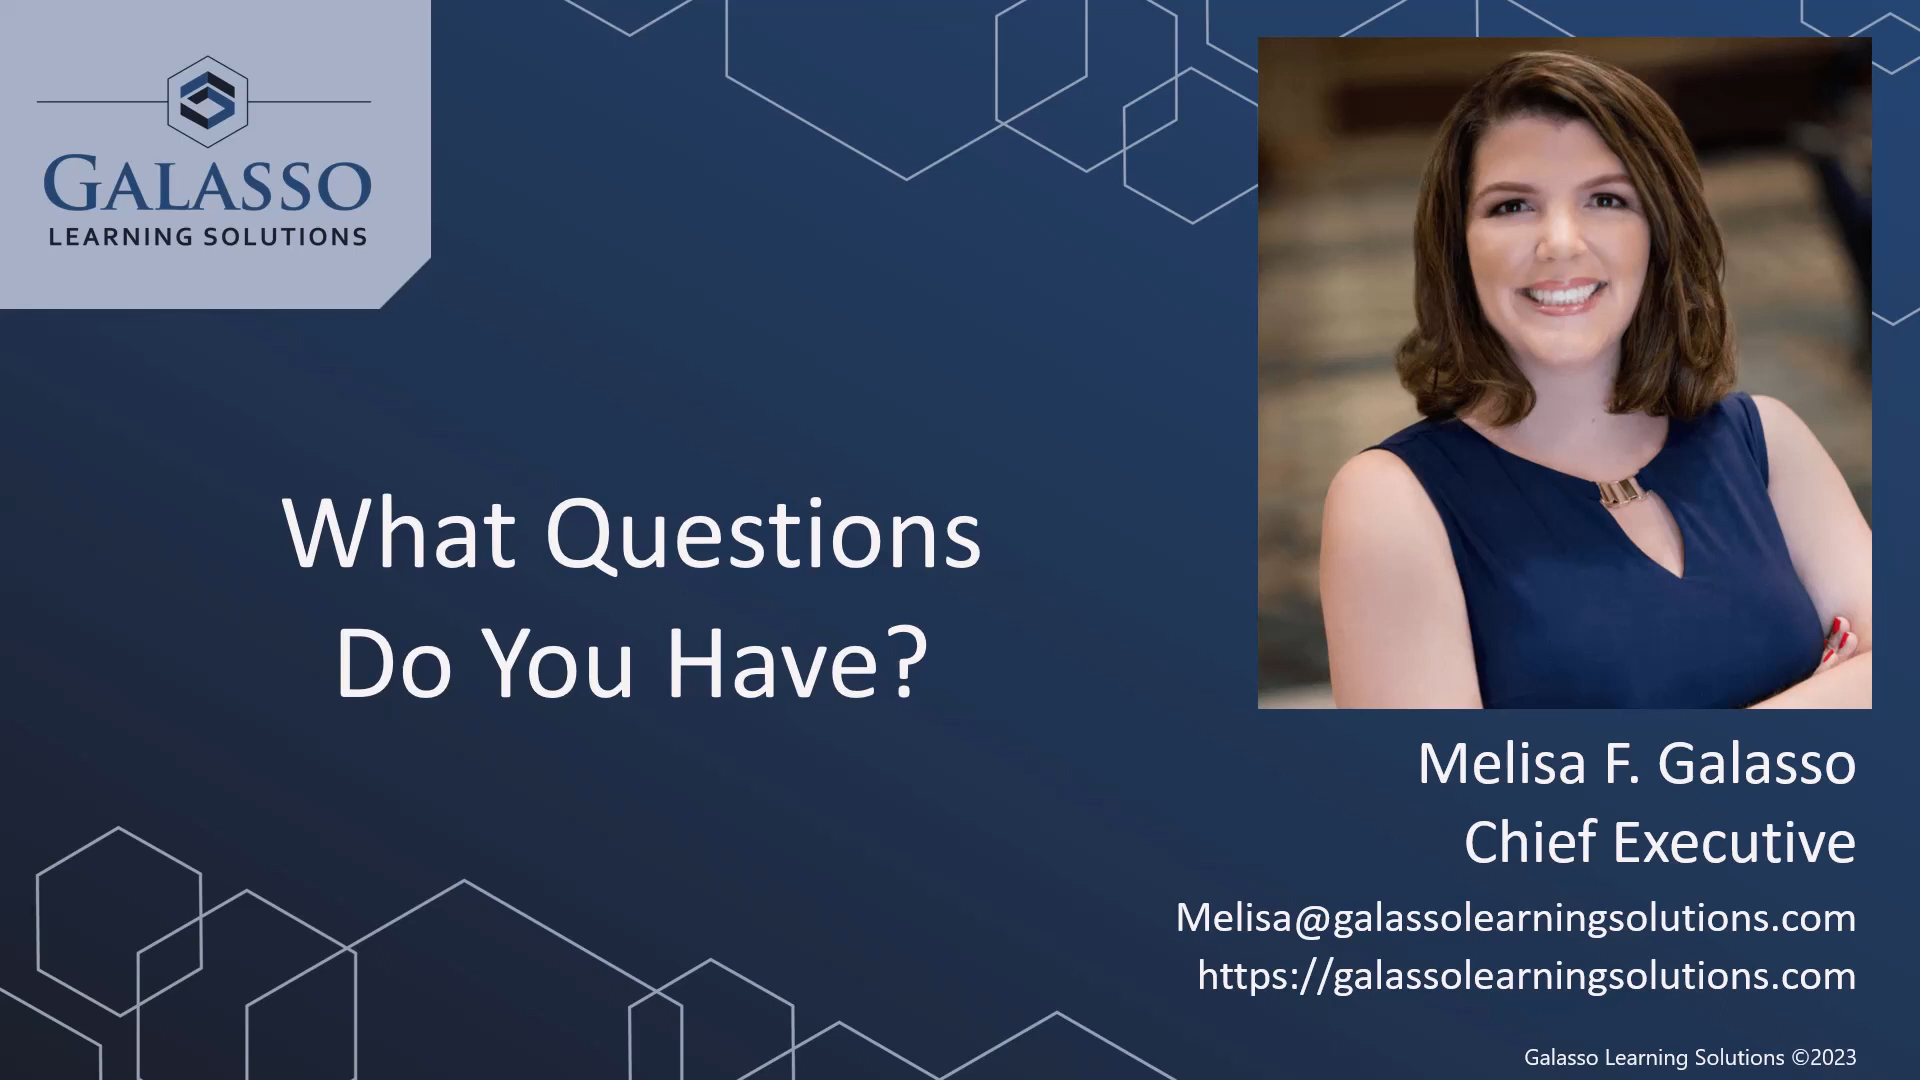 GALASSO
LEARNING SOLUTIONS
What Questions
Do You Have?
Melisa F. Galasso
Chief Executive
Melisa@galassolearningsolutions.com
https://galassolearningsolutions.com
Galasso Learning Solutions ©2023